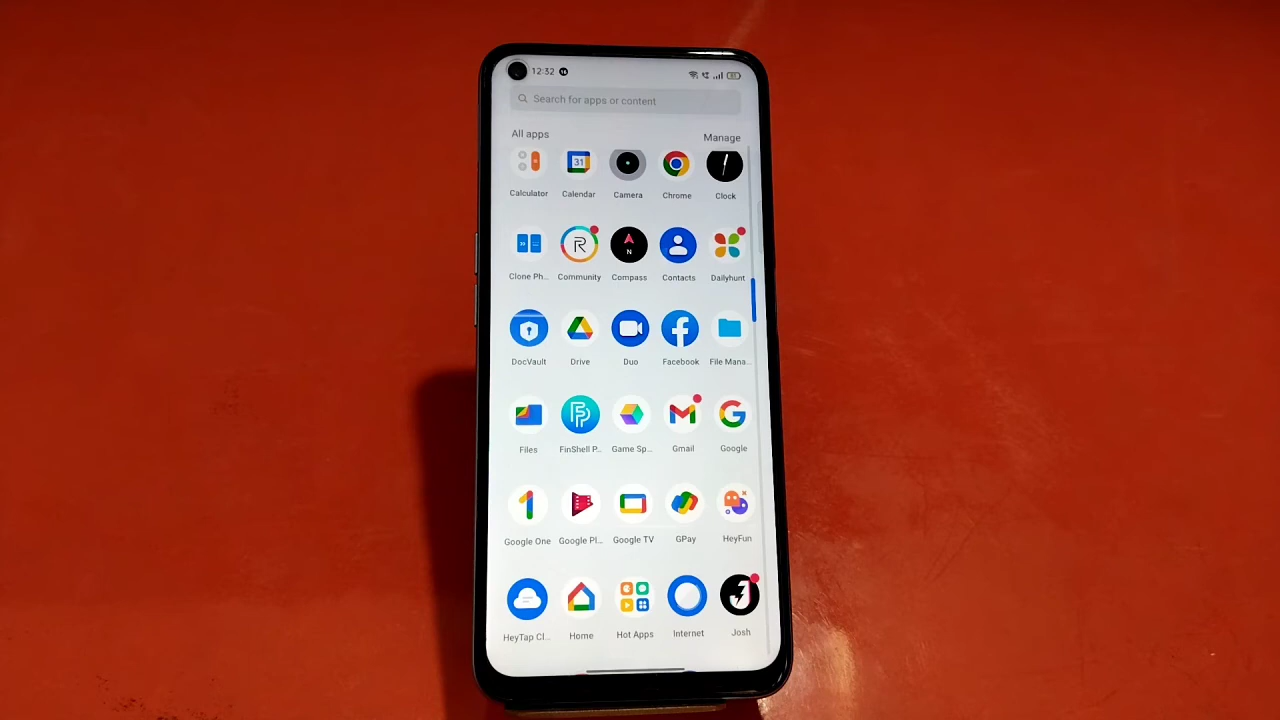 12:32
Search for apps or content
All apps Manage
31
Calculator Calendar Camera Chrome Clock
R
N
Clone Ph... Community Compass Contacts Dailyhunt
DocVault Drive Duo Facebook File Mana...
Files FinShell P... Game Sp... Gmail Google
Google One Google Pl... Google TV GPay HeyFun
HeyTap Cl... Home Hot Apps Internet Josh